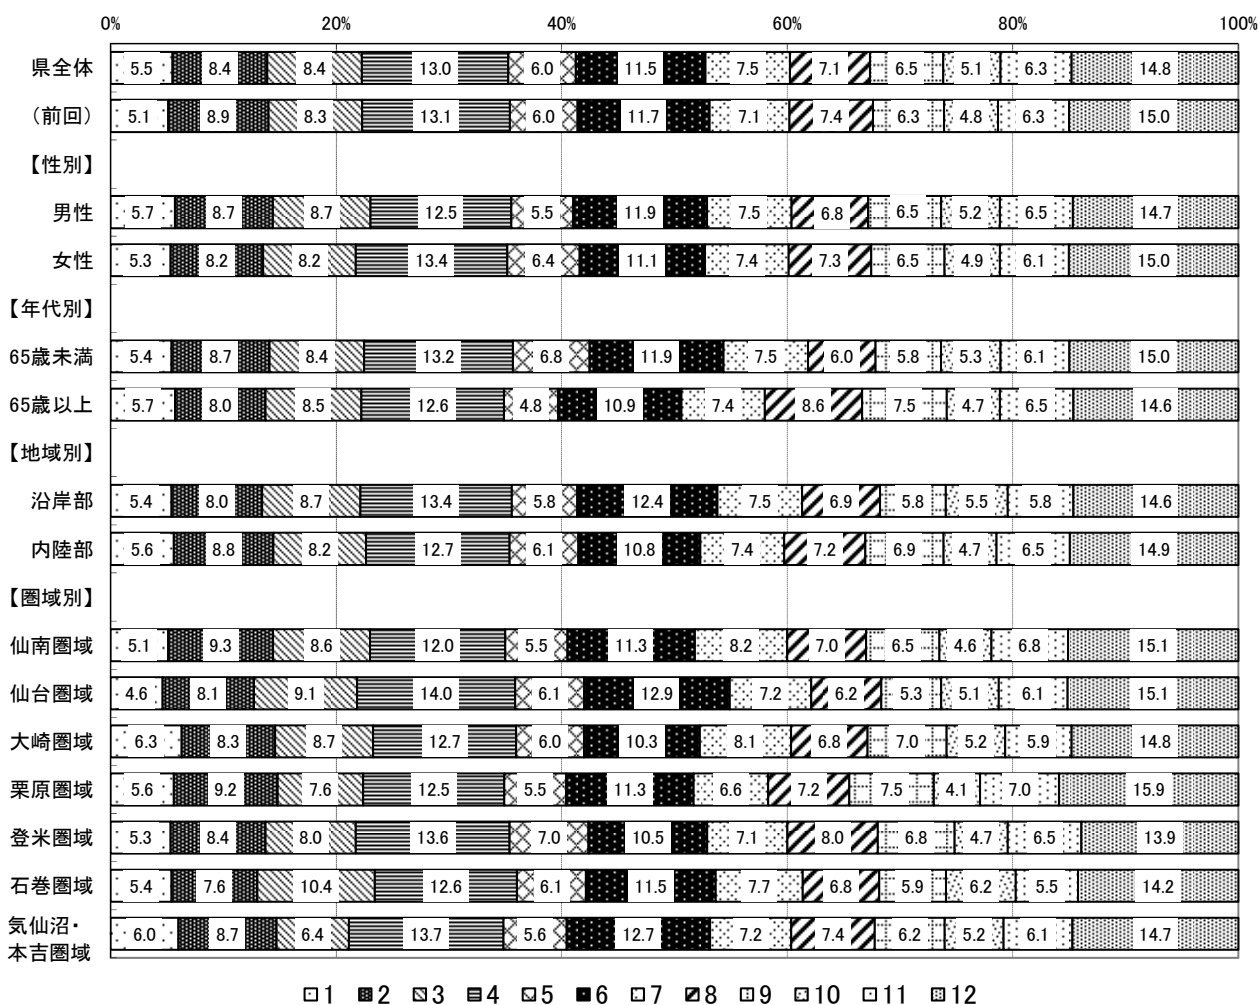 0% 20% 40% 60% 80% 100%
県全体 5.5 8.4 8.4 13.0 6.0 11.5 7.5 7.1 6.5 5.1 6.3 14.8
(前回) 5.1 8.9 8.3 13.1 6.0 11.7 7.1 7.4 6.3 4.8 6.3 15.0
【性別】
男性 5.7 8.7 8.7 12.5 5.5 11.9 7.5 6.8 6.5 5.2 6.5 14.7
女性 5.3 8.2 8.2 13.4 6.4 11.1 7.4 7.3 6.5 4.9 6.1 15.0
【年代別】
65歳未満 5.4 8.7 8.4 13.2 6.8 11.9 7.5 6.0 5.8 5.3 6.1 15.0
65歳以上 5.7 8.0 8.5 12.6 4.8 10.9 7.4 8.6 7.5 4.7 6.5 14.6
【地域別】
沿岸部 5.4 8.0 8.7 13.4 5.8 12.4 7.5 6.9 5.8 5.5 5.8 14.6
内陸部 5.6 8.8 8.2 12.7 6.1 10.8 7.4 7.2 6.9 4.7 6.5 14.9
【圏域別】
仙南圏域 5.1 9.3 8.6 12.0 5.5 11.3 8.2 7.0 6.5 4.6 6.8 15.1
仙台圏域 4.6 8.1 9.1 14.0 6.1 12.9 7.2 6.2 5.3 5.1 6.1 15.1
大崎圏域 6.3 8.3 8.7 12.7 6.0 10.3 8.1 6.8 7.0 5.2 5.9 14.8
栗原圏域 5.6 9.2 7.6 12.5 5.5 11.3 6.6 7.2 7.5 4.1 7.0 15.9
登米圏域 5.3 8.4 8.0 13.6 7.0 10.5 7.1 8.0 6.8 4.7 6.5 13.9
石巻圏域 5.4 7.6 10.4 12.6 6.1 11.5 7.7 6.8 5.9 6.2 5.5 14.2
気仙沼・
本吉圏域 6.0 8.7 6.4 13.7 5.6 12.7 7.2 7.4 6.2 5.2 6.1 14.7
1 2 3 4 5 6 7 8 9 10 11 12